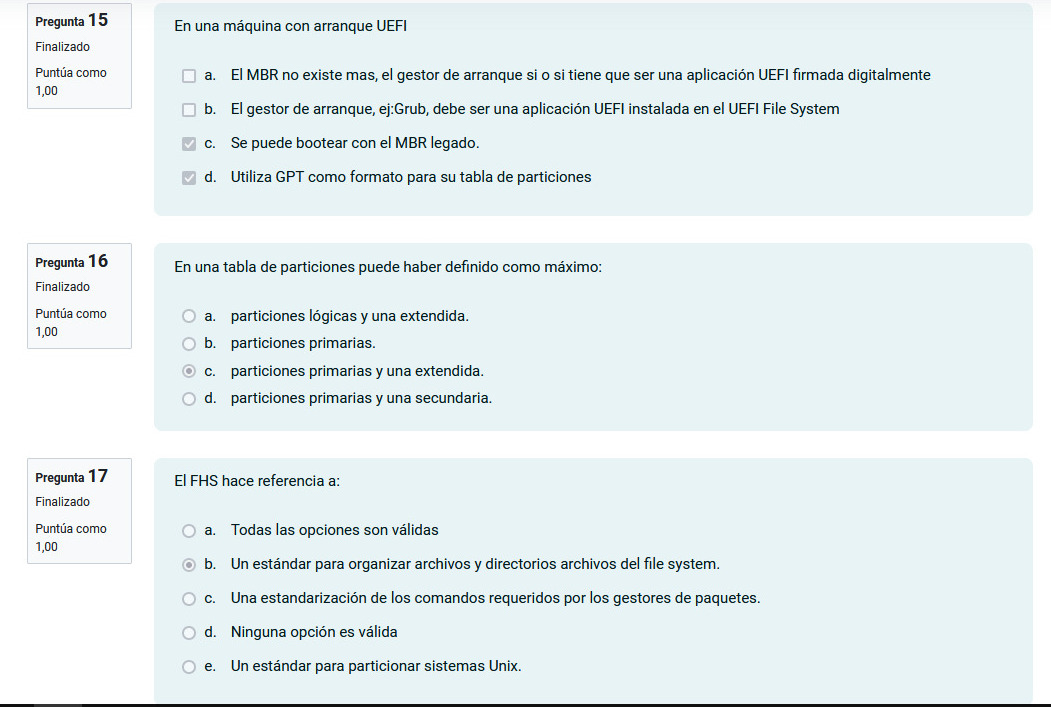 Pregunta 15
Finalizado
Puntúa como
1,00
En una máquina con arranque UEFI
a. El MBR no existe mas, el gestor de arranque si o si tiene que ser una aplicación UEFI firmada digitalmente
b. El gestor de arranque, ej:Grub, debe ser una aplicación UEFI instalada en el UEFI File System
c. Se puede bootear con el MBR legado.
d. Utiliza GPT como formato para su tabla de particiones
Pregunta 16
Finalizado
Puntúa como
1,00
En una tabla de particiones puede haber definido como máximo:
a. particiones lógicas y una extendida.
b. particiones primarias.
c. particiones primarias y una extendida.
d. particiones primarias y una secundaria.
Pregunta 17
Finalizado
Puntúa como
1,00
El FHS hace referencia a:
a. Todas las opciones son válidas
b. Un estándar para organizar archivos y directorios archivos del file system.
c. Una estandarización de los comandos requeridos por los gestores de paquetes.
d. Ninguna opción es válida
e. Un estándar para particionar sistemas Unix.